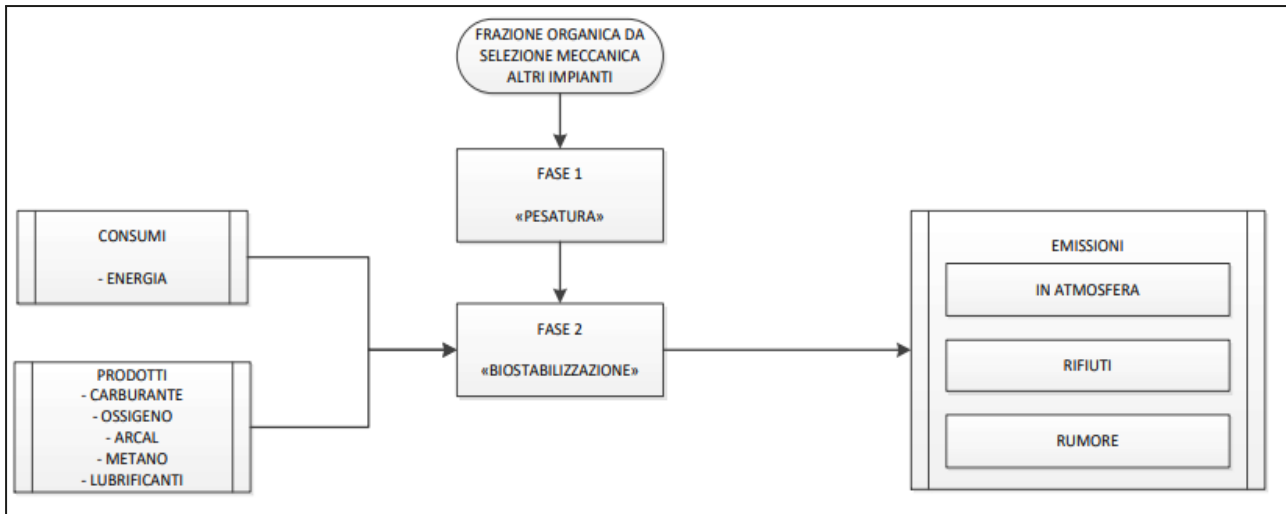 FRAZIONE ORGANICA DA
SELEZIONE MECCANICA
ALTRI IMPIANTI
FASE 1
«PESATURA»
CONSUMI
- ENERGIA
PRODOTTI
- CARBURANTE
- OSSIGENO
- ARCAL
- METANO
- LUBRIFICANTI
FASE 2
«BIOSTABILIZZAZIONE»
EMISSIONI
IN ATMOSFERA
RIFIUTI
RUMORE